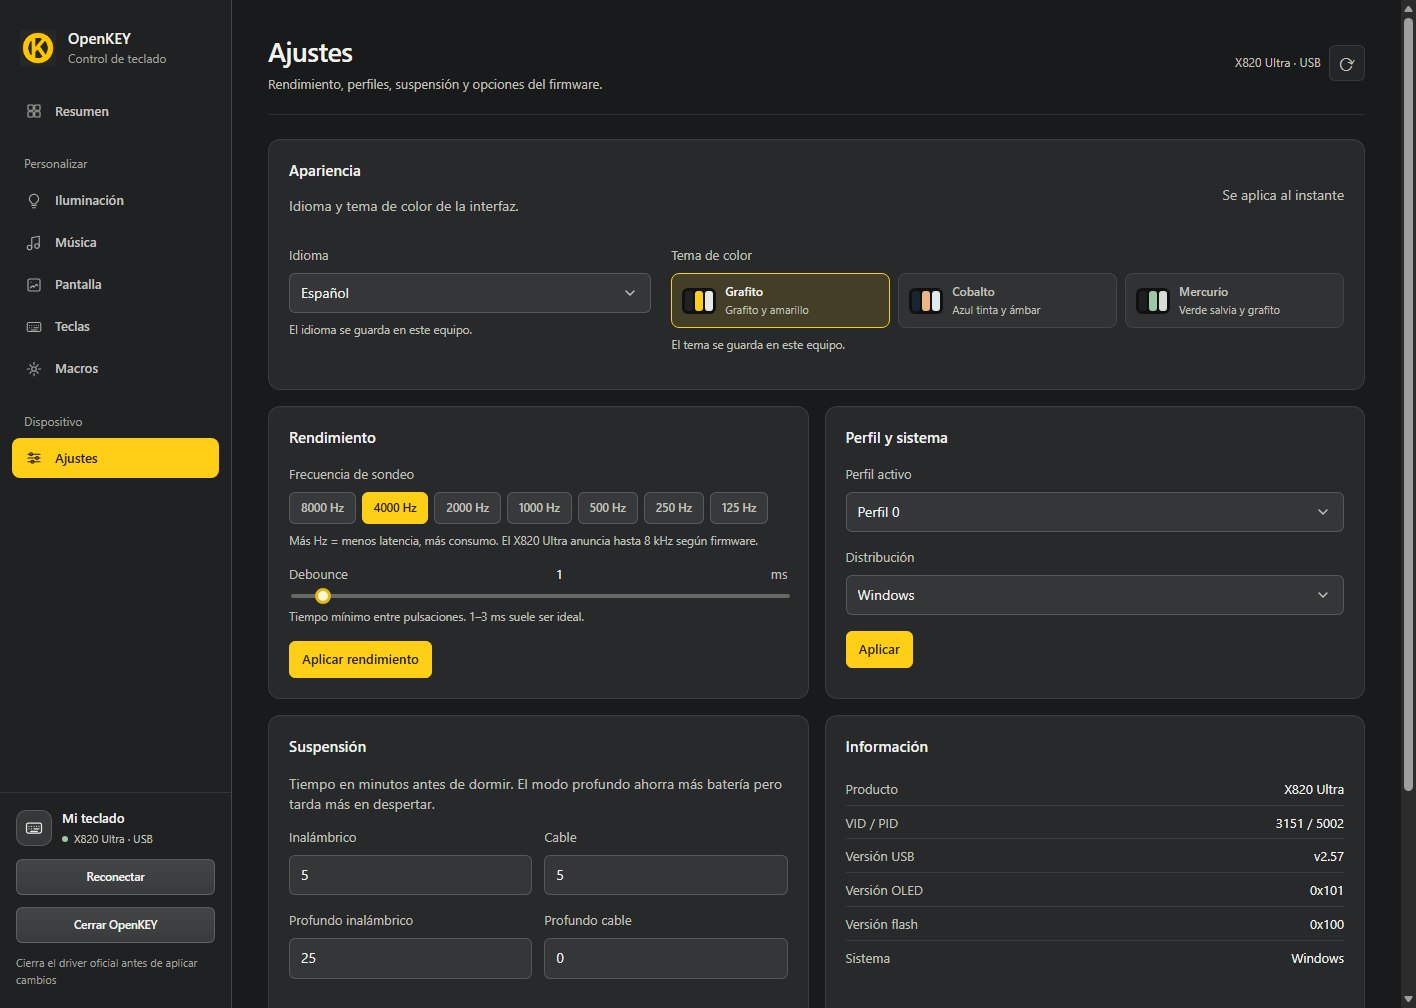 OpenKEY
Control de teclado
Resumen
Personalizar
Iluminación
Música
Pantalla
Teclas
Macros
Dispositivo
Ajustes
Mi teclado
X820 Ultra · USB
Reconectar
Cerrar OpenKEY
Cierra el driver oficial antes de aplicar
cambios
Ajustes
Rendimiento, perfiles, suspensión y opciones del firmware.
X820 Ultra · USB
Apariencia
Idioma y tema de color de la interfaz.
Se aplica al instante
Idioma
Español
El idioma se guarda en este equipo.
Tema de color
Grafito
Grafito y amarillo
Cobalto
Azul tinta y ámbar
Mercurio
Verde salvia y grafito
El tema se guarda en este equipo.
Rendimiento
Frecuencia de sondeo
8000 Hz 4000 Hz 2000 Hz 1000 Hz 500 Hz 250 Hz 125 Hz
Más Hz = menos latencia, más consumo. El X820 Ultra anuncia hasta 8 kHz según firmware.
Debounce 1 ms
Tiempo mínimo entre pulsaciones. 1–3 ms suele ser ideal.
Aplicar rendimiento
Perfil y sistema
Perfil activo
Perfil 0
Distribución
Windows
Aplicar
Suspensión
Tiempo en minutos antes de dormir. El modo profundo ahorra más batería pero
tarda más en despertar.
Inalámbrico Cable
5 5
Profundo inalámbrico Profundo cable
25 0
Información
Producto X820 Ultra
VID / PID 3151 / 5002
Versión USB v2.57
Versión OLED 0x101
Versión flash 0x100
Sistema Windows